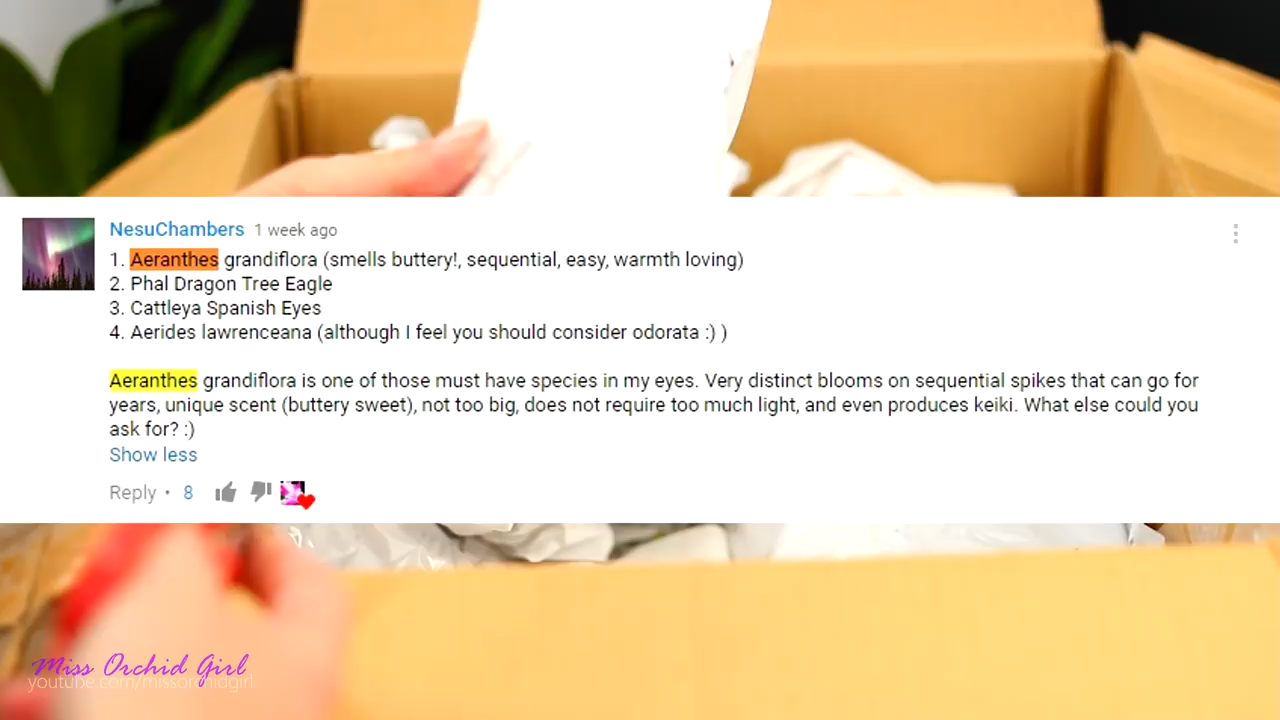 NesuChambers 1 week ago
1. Aeranthes grandiflora (smells buttery!, sequential, easy, warmth loving)
2. Phal Dragon Tree Eagle
3. Cattleya Spanish Eyes
4. Aerides lawrenceana (although I feel you should consider odorata :) )
Aeranthes grandiflora is one of those must have species in my eyes. Very distinct blooms on sequential spikes that can go for
years, unique scent (buttery sweet), not too big, does not require too much light, and even produces keiki. What else could you
ask for? :)
Show less
Reply • 8
Miss Orchid Girl
youtube.com/missorchidgirl